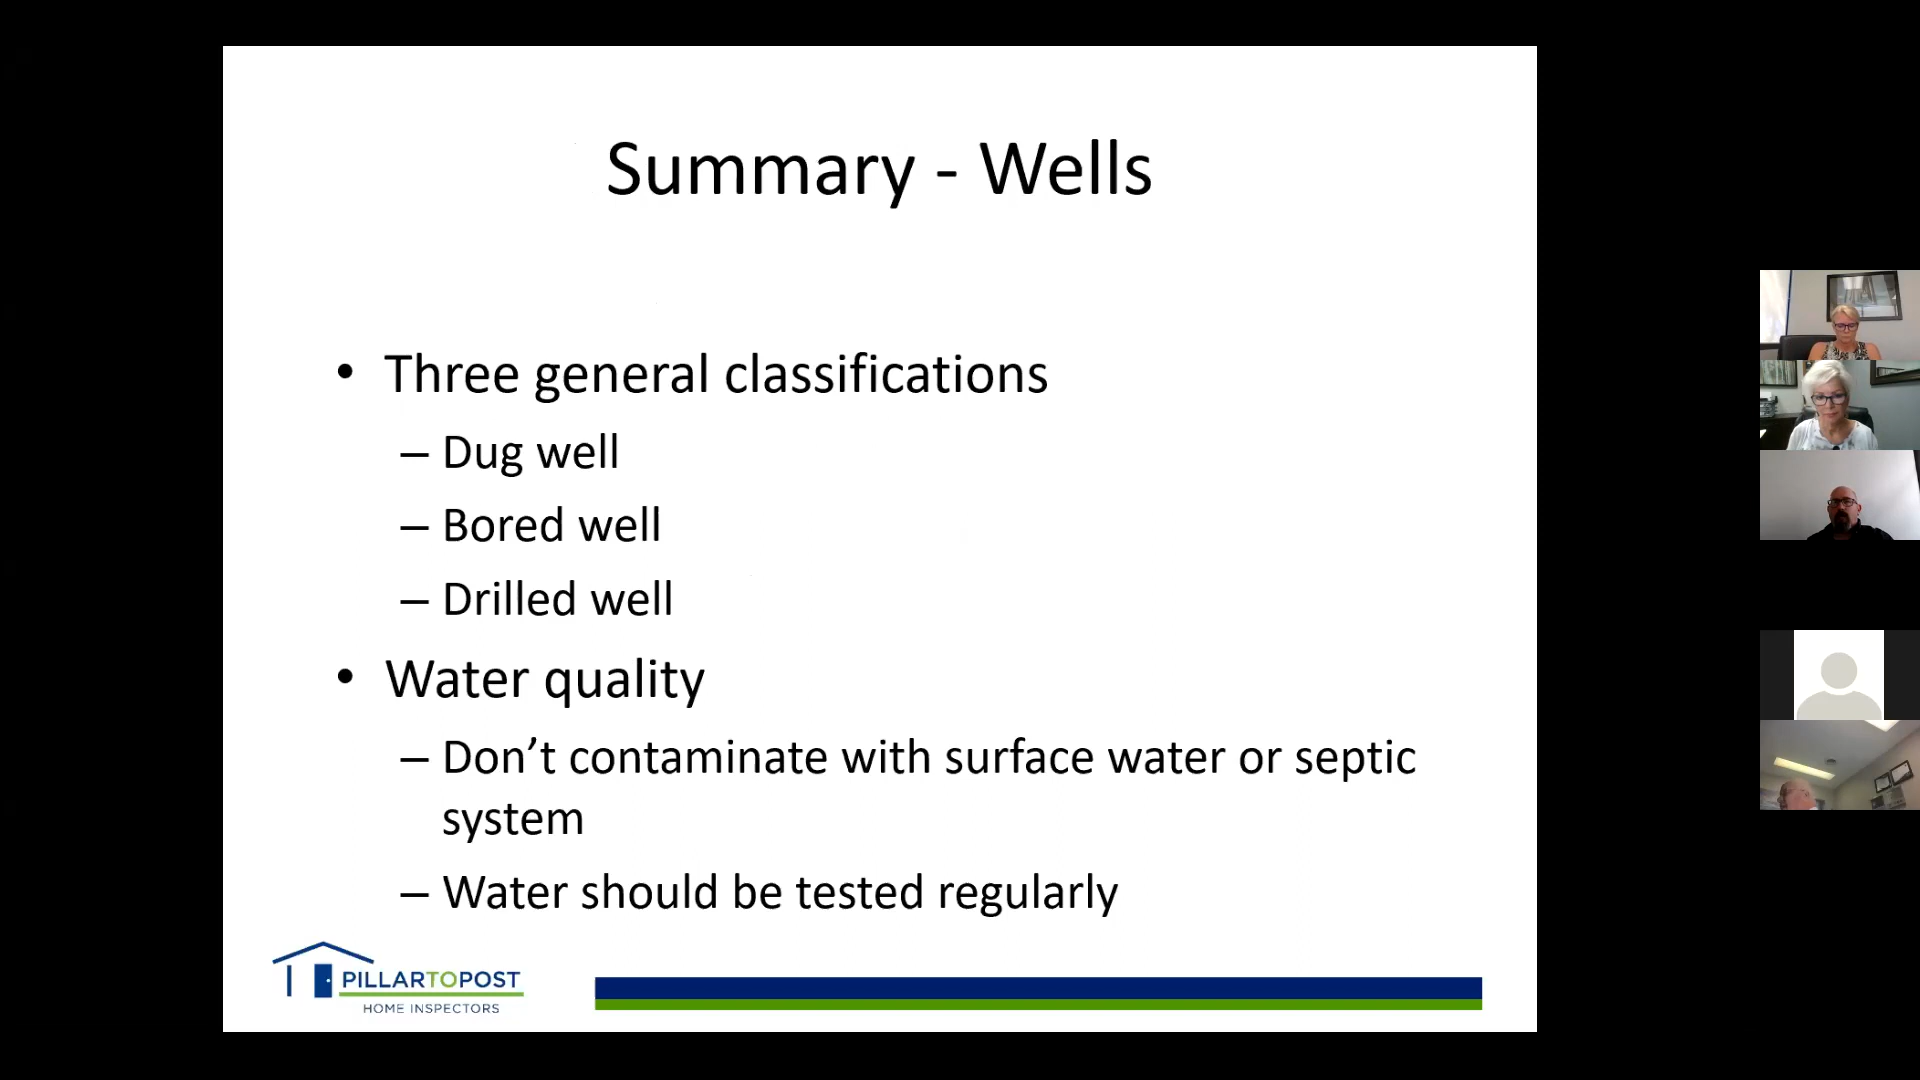 Summary - Wells
• Three general classifications
– Dug well
– Bored well
– Drilled well
• Water quality
– Don’t contaminate with surface water or septic
system
– Water should be tested regularly
PILLARTOPOST
HOME INSPECTORS